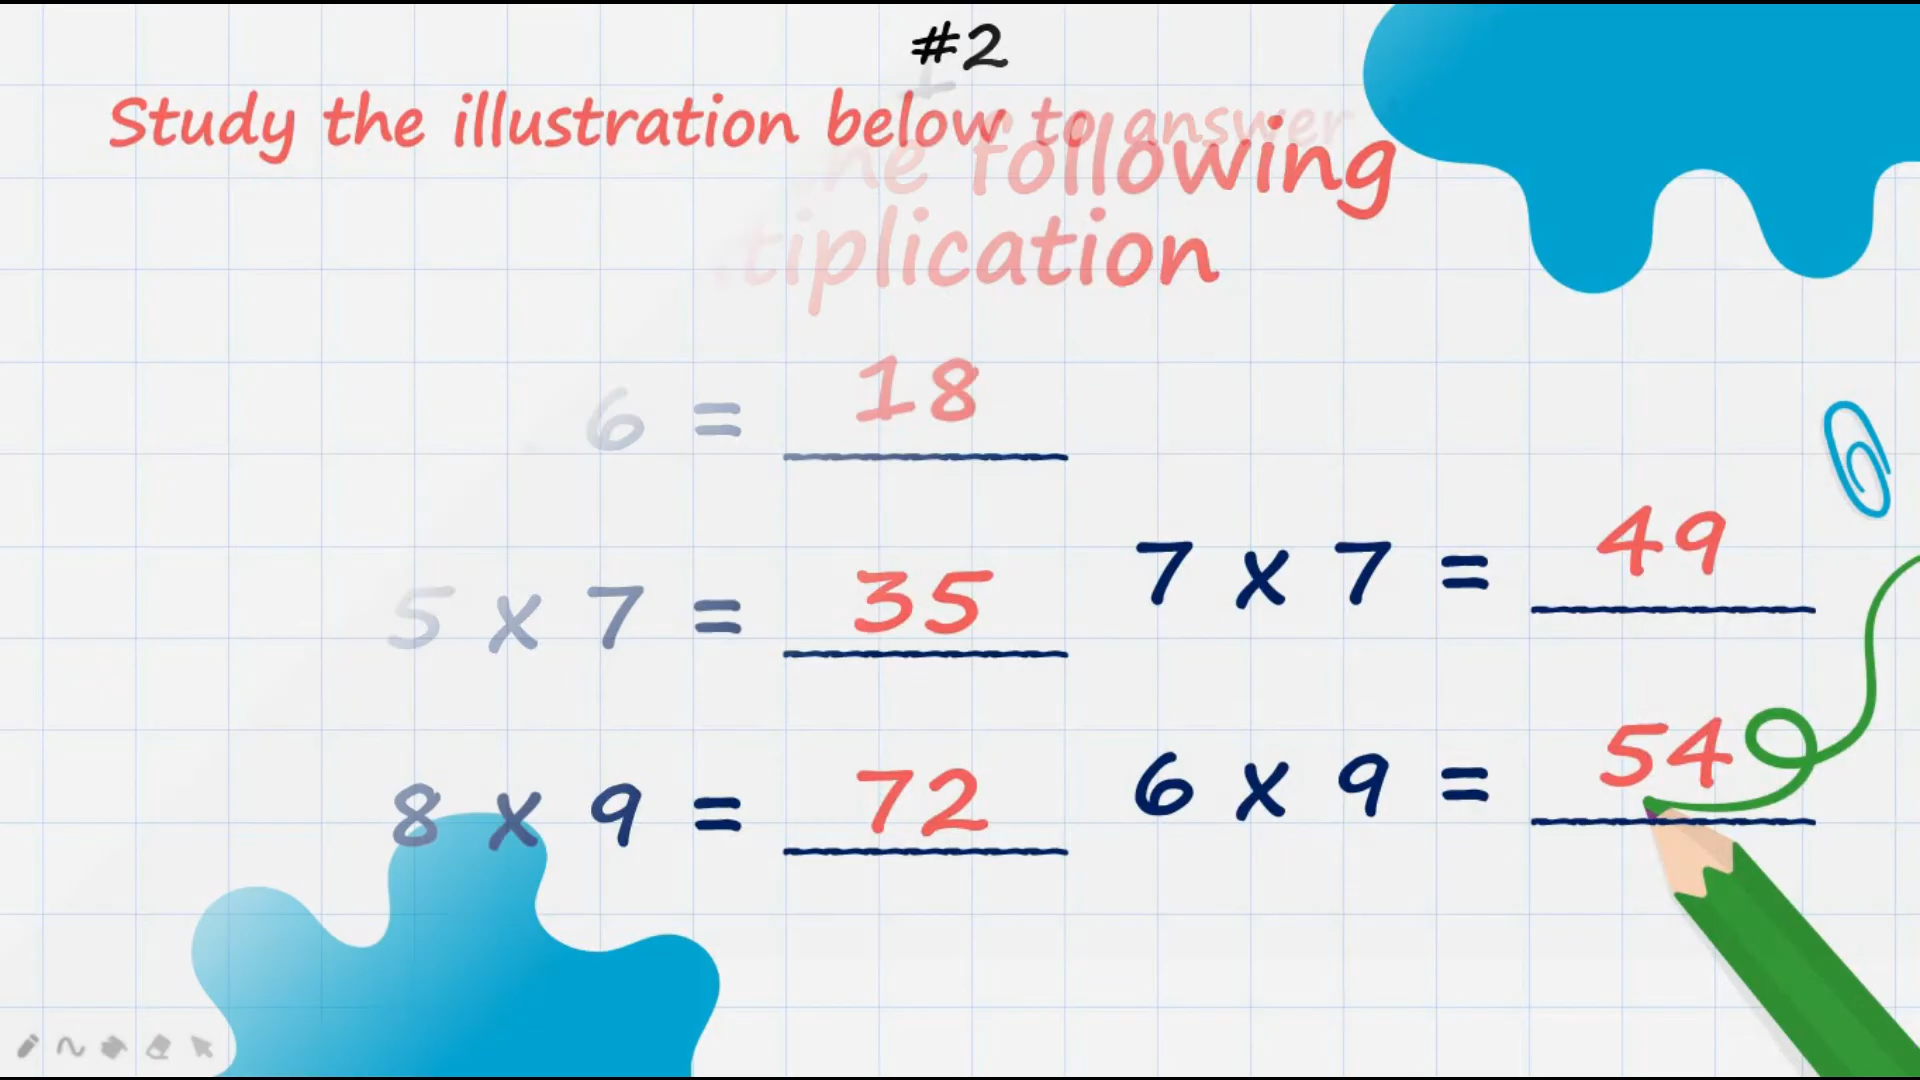 #2
Study the illustration below to answer
the following
tiplication
6 = 18
5 x 7 = 35
8 x 9 = 72
7 x 7 = 49
6 x 9 = 54